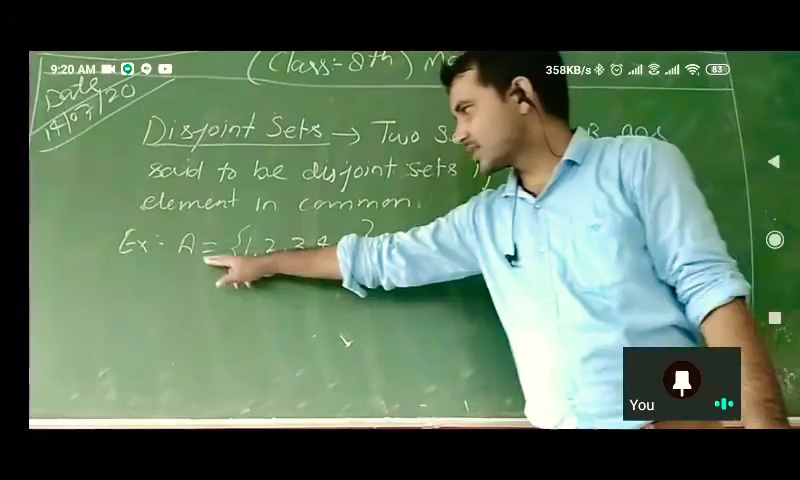 9:20 AM
358KB/s
83
(Class:- 8th)
Date
14/07/20
Disjoint Sets → Two
said to be disjoint sets
element in common.
Ex:- A = {1, 2, 3, 4 }
You